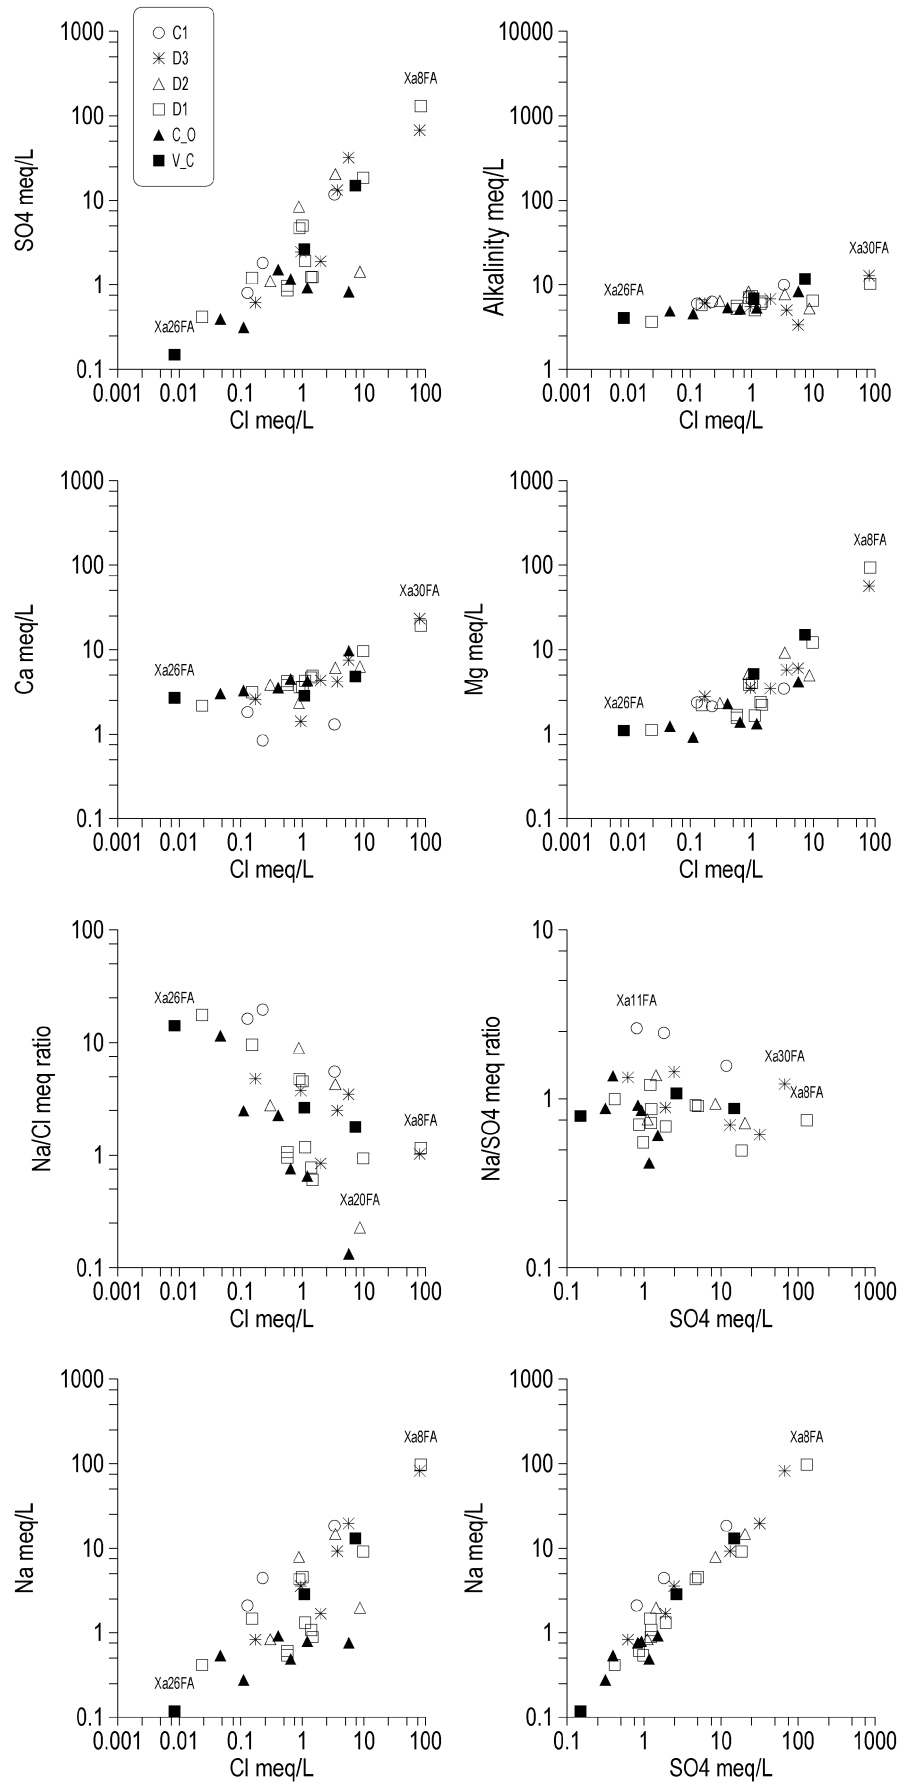 1000
100
10
1
0.1
SO4 meq/L
C1
D3
D2
D1
C_O
V_C
Xa8FA
Xa26FA
0.001 0.01 0.1 1 10 100
Cl meq/L
10000
1000
100
10
1
Alkalinity meq/L
Xa30FA
Xa26FA
0.001 0.01 0.1 1 10 100
Cl meq/L
1000
100
10
1
0.1
Ca meq/L
Xa30FA
Xa26FA
0.001 0.01 0.1 1 10 100
Cl meq/L
1000
100
10
1
0.1
Mg meq/L
Xa8FA
Xa26FA
0.001 0.01 0.1 1 10 100
Cl meq/L
100
10
1
0.1
Na/Cl meq ratio
Xa26FA
Xa8FA
Xa20FA
0.001 0.01 0.1 1 10 100
Cl meq/L
10
1
0.1
Na/SO4 meq ratio
Xa11FA
Xa30FA
Xa8FA
0.1 1 10 100 1000
SO4 meq/L
1000
100
10
1
0.1
Na meq/L
Xa8FA
Xa26FA
0.001 0.01 0.1 1 10 100
Cl meq/L
1000
100
10
1
0.1
Na meq/L
Xa8FA
0.1 1 10 100 1000
SO4 meq/L